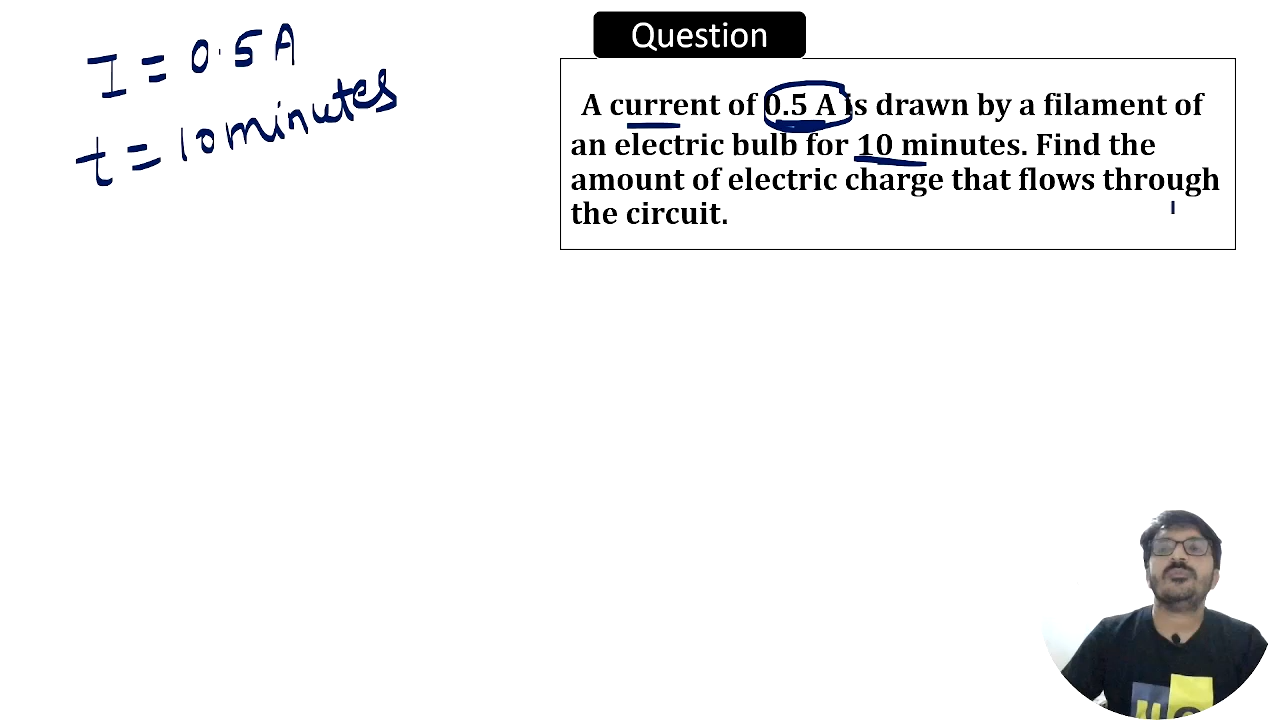 I = 0.5 A
t = 10 minutes
Question
A current of 0.5 A is drawn by a filament of
an electric bulb for 10 minutes. Find the
amount of electric charge that flows through
the circuit.